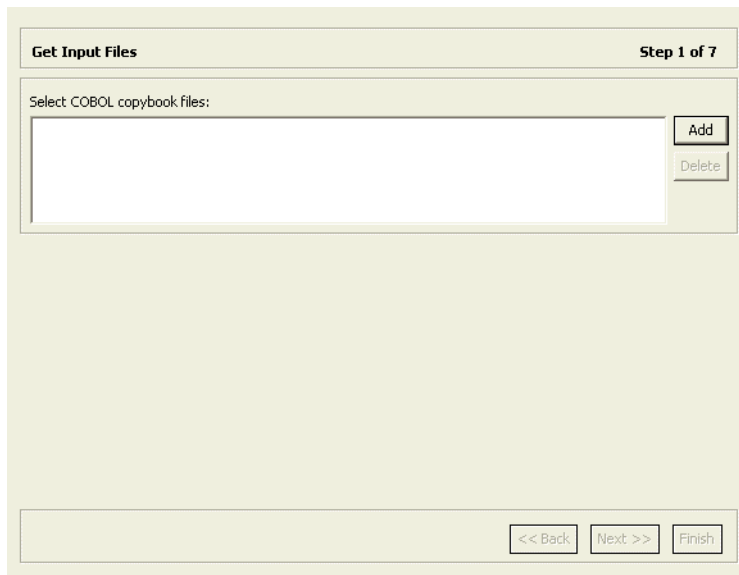 Get Input Files Step 1 of 7
Select COBOL copybook files:
Add
Delete
<< Back Next >> Finish